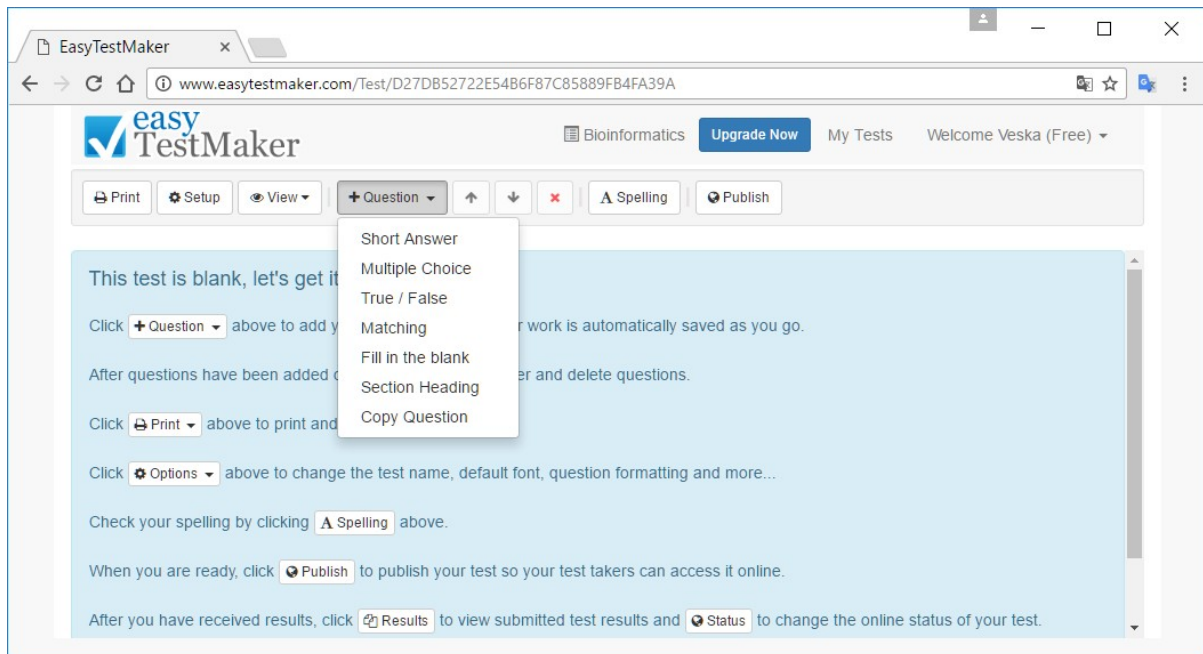 EasyTestMaker
www.easytestmaker.com/Test/D27DB52722E54B6F87C85889FB4FA39A
easy
TestMaker
Bioinformatics Upgrade Now My Tests Welcome Veska (Free)
Print Setup View + Question A Spelling Publish
Short Answer
Multiple Choice
True / False
Matching
Fill in the blank
Section Heading
Copy Question
This test is blank, let's get it
Click + Question above to add y r work is automatically saved as you go.
After questions have been added er and delete questions.
Click Print above to print and
Click Options above to change the test name, default font, question formatting and more...
Check your spelling by clicking A Spelling above.
When you are ready, click Publish to publish your test so your test takers can access it online.
After you have received results, click Results to view submitted test results and Status to change the online status of your test.